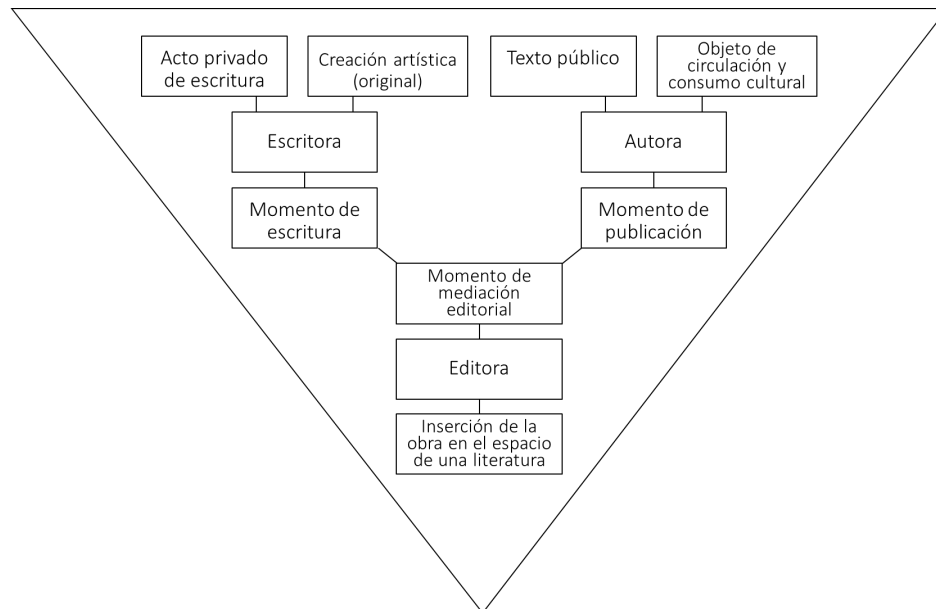 Acto privado
de escritura
Creación artística
(original)
Texto público
Objeto de
circulación y
consumo cultural
Escritora
Autora
Momento de
escritura
Momento de
publicación
Momento de
mediación
editorial
Editora
Inserción de la
obra en el espacio
de una literatura